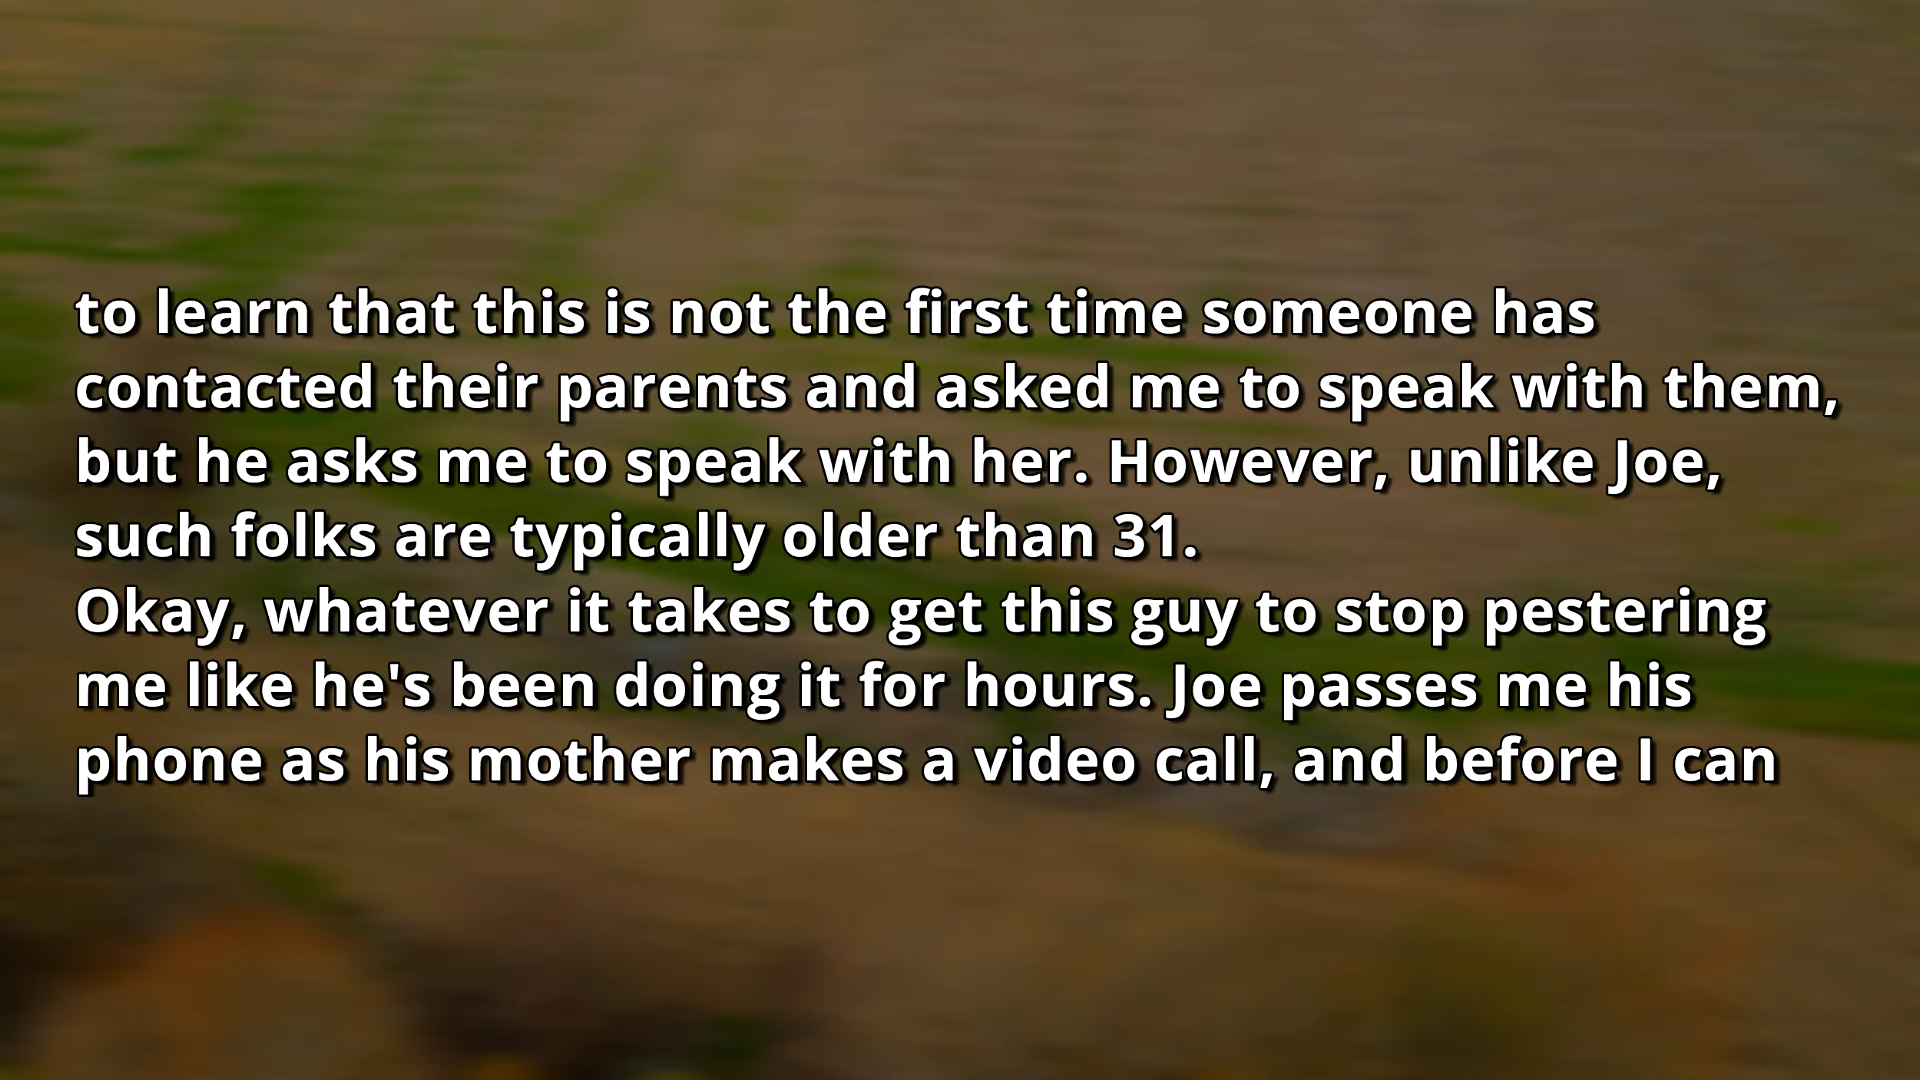 to learn that this is not the first time someone has
contacted their parents and asked me to speak with them,
but he asks me to speak with her. However, unlike Joe,
such folks are typically older than 31.
Okay, whatever it takes to get this guy to stop pestering
me like he's been doing it for hours. Joe passes me his
phone as his mother makes a video call, and before I can